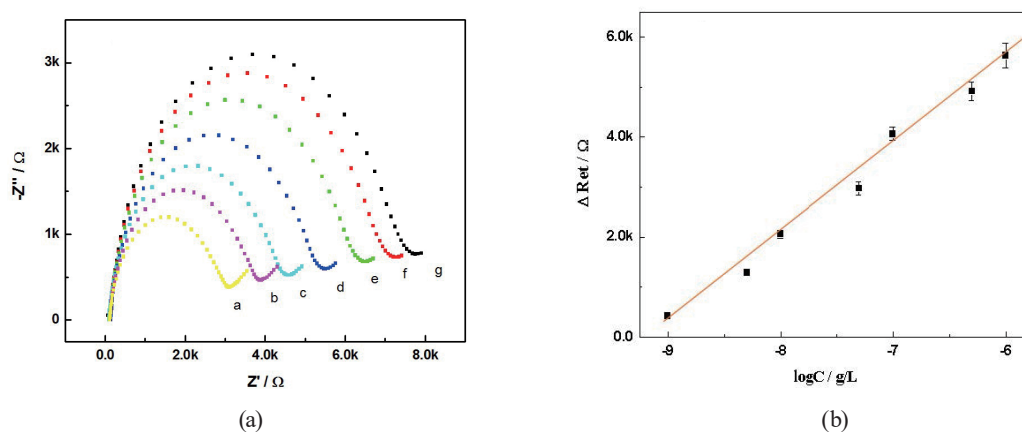 3k
2k
1k
0
-Z'' / Ω
0.0 2.0k 4.0k 6.0k 8.0k
Z' / Ω
a b c d e f g
(a)
6.0k
4.0k
2.0k
0.0
Δ Ret / Ω
-9 -8 -7 -6
logC / g/L
(b)